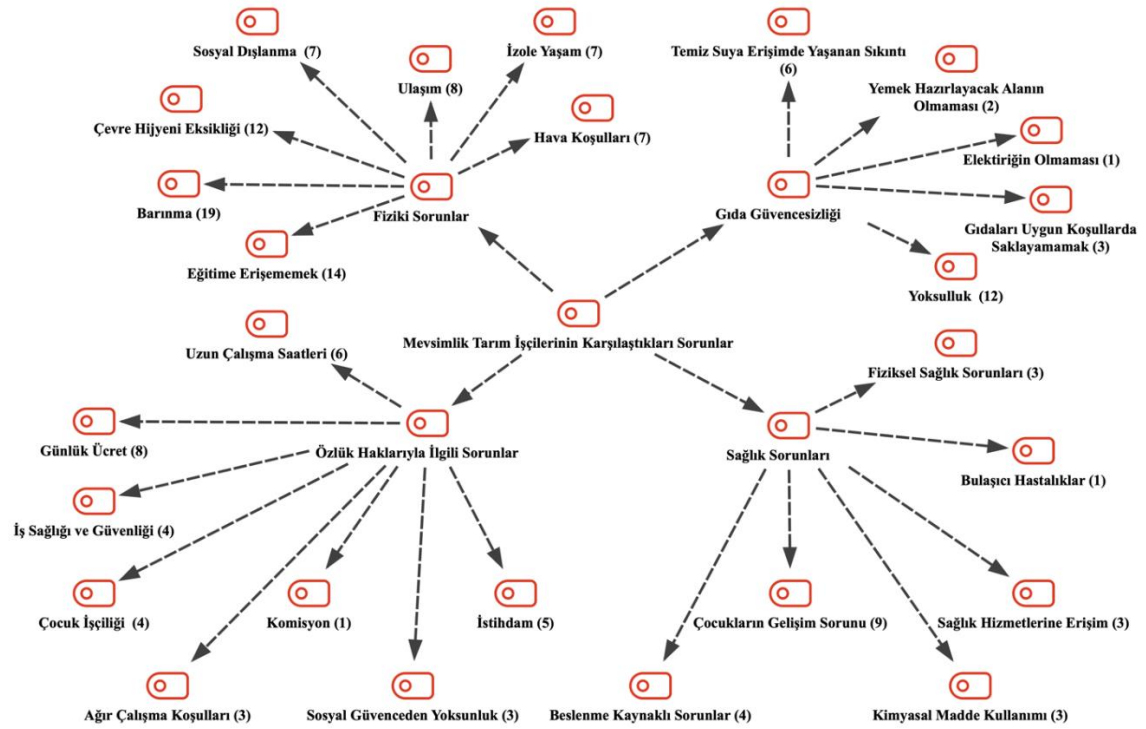 Sosyal Dışlanma (7)
İzole Yaşam (7)
Temiz Suya Erişimde Yaşanan Sıkıntı
(6)
Ulaşım (8)
Yemek Hazırlayacak Alanın
Olmaması (2)
Çevre Hijyeni Eksikliği (12)
Hava Koşulları (7)
Elektiriğin Olmaması (1)
Barınma (19)
Fiziki Sorunlar
Gıda Güvencesizliği
Gıdaları Uygun Koşullarda
Saklayamamak (3)
Eğitime Erişememek (14)
Yoksulluk (12)
Mevsimlik Tarım İşçilerinin Karşılaştıkları Sorunlar
Uzun Çalışma Saatleri (6)
Fiziksel Sağlık Sorunları (3)
Günlük Ücret (8)
Özlük Haklarıyla İlgili Sorunlar
Sağlık Sorunları
Bulaşıcı Hastalıklar (1)
İş Sağlığı ve Güvenliği (4)
Çocuk İşçiliği (4)
Komisyon (1)
İstihdam (5)
Çocukların Gelişim Sorunu (9)
Sağlık Hizmetlerine Erişim (3)
Ağır Çalışma Koşulları (3)
Sosyal Güvenceden Yoksunluk (3)
Beslenme Kaynaklı Sorunlar (4)
Kimyasal Madde Kullanımı (3)